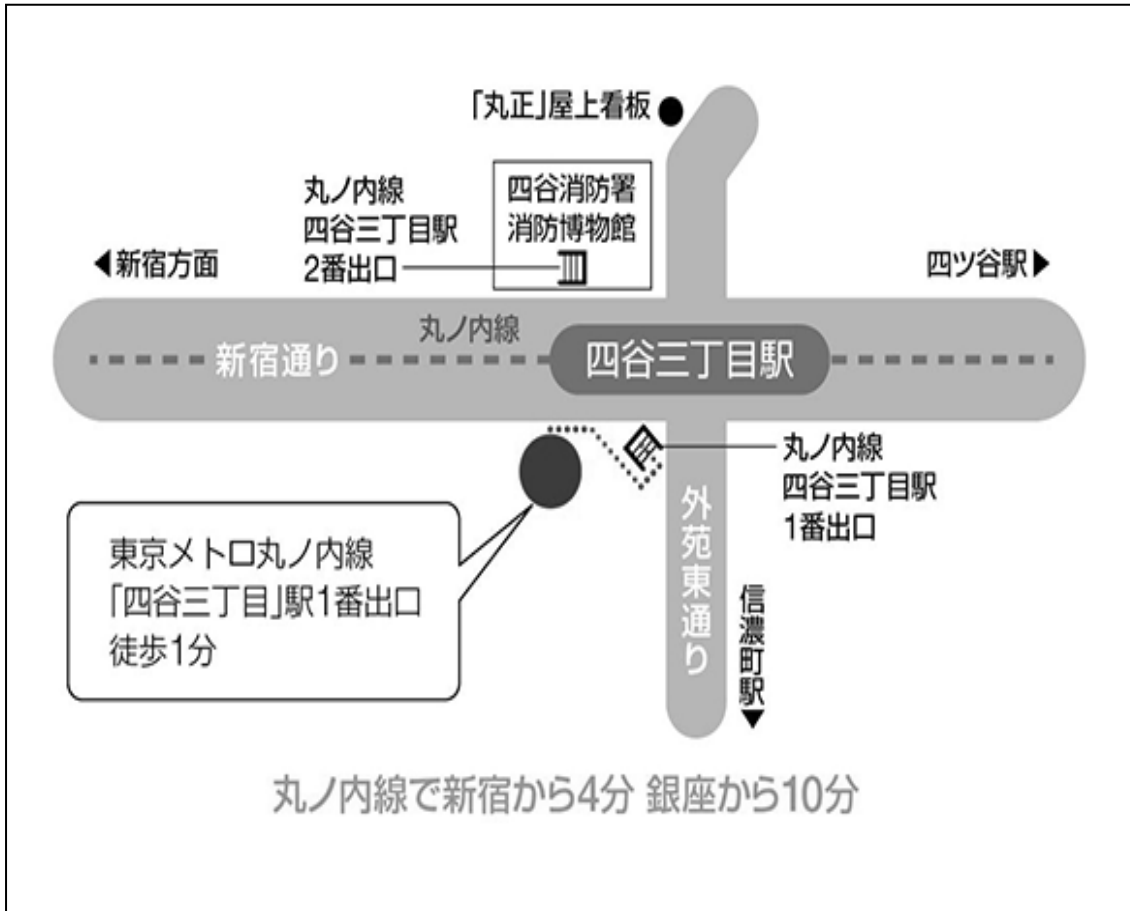 「丸正」屋上看板
丸ノ内線
四谷三丁目駅
2番出口
四谷消防署
消防博物館
◀新宿方面
四ツ谷駅▶
丸ノ内線
新宿通り
四谷三丁目駅
丸ノ内線
四谷三丁目駅
1番出口
外苑東通り
信濃町駅▼
東京メトロ丸ノ内線
「四谷三丁目」駅1番出口
徒歩1分
丸ノ内線で新宿から4分 銀座から10分